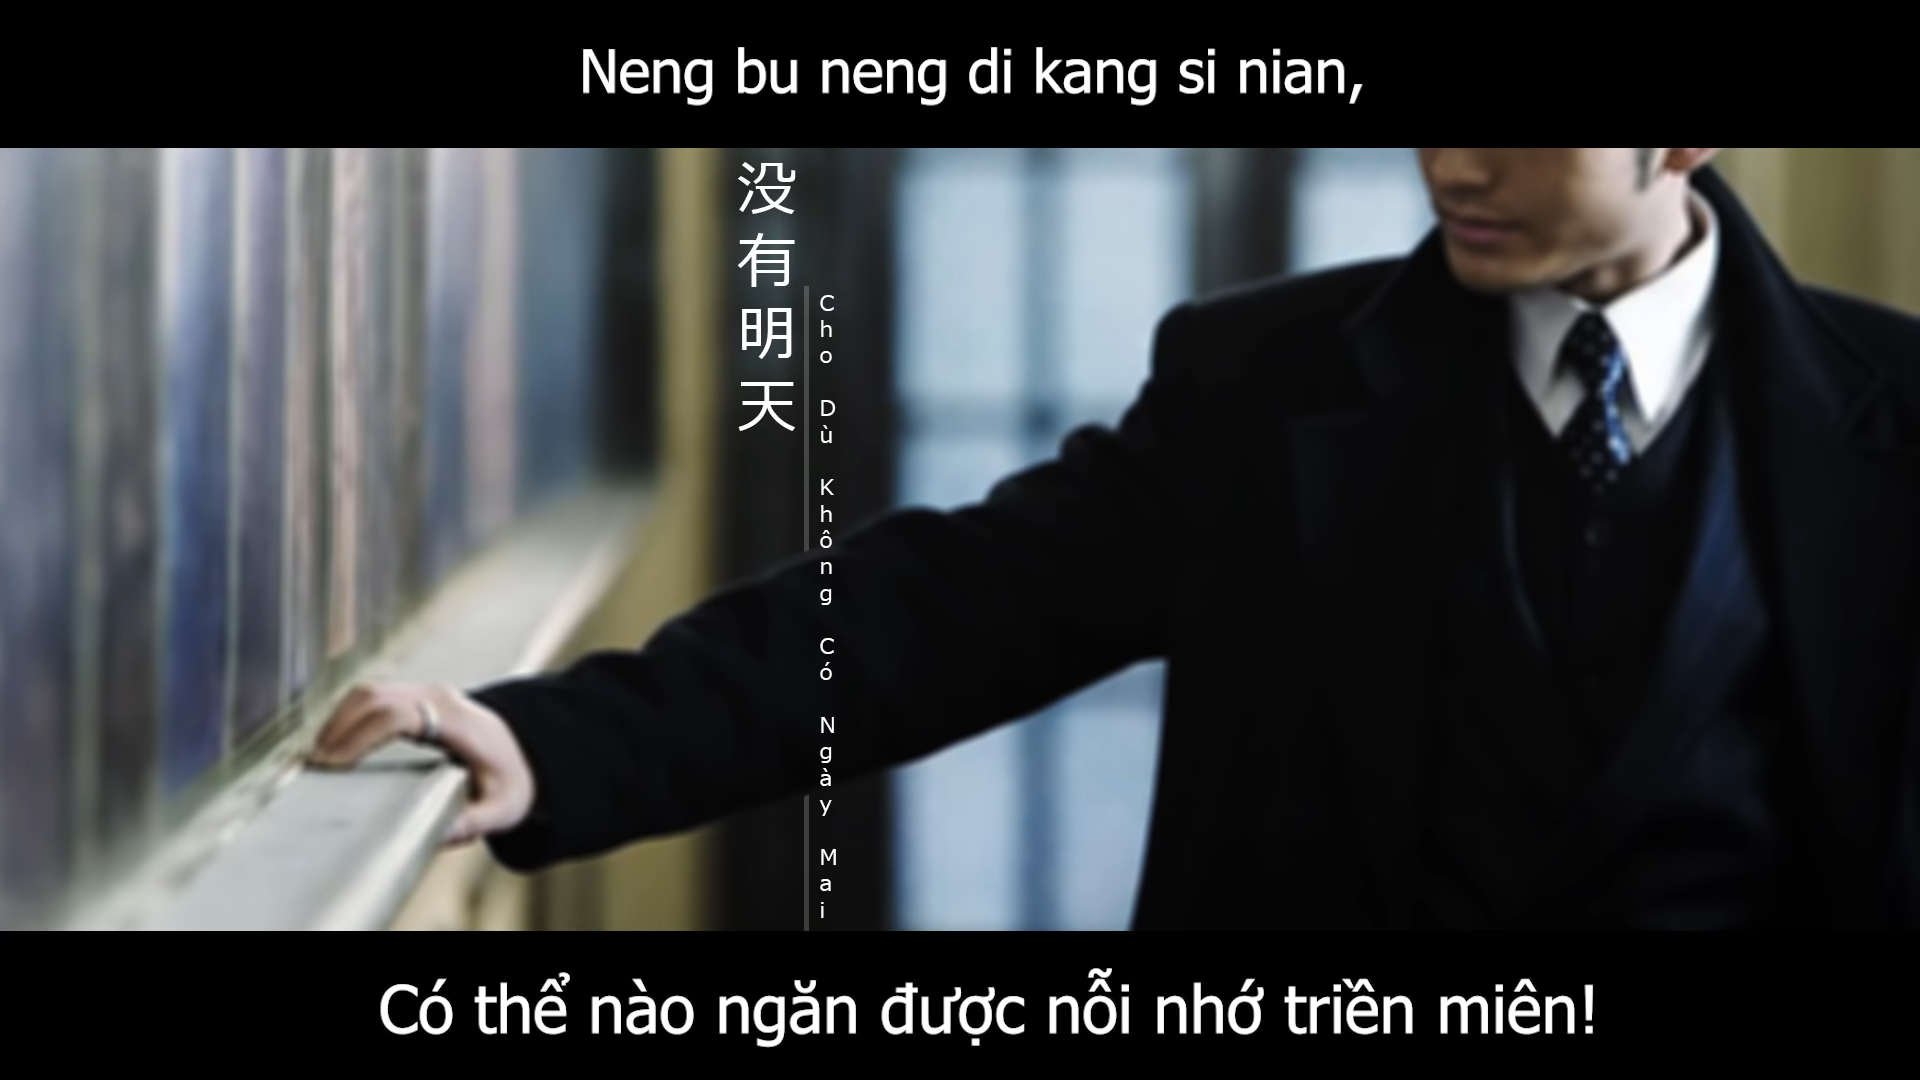 Neng bu neng di kang si nian,
没有明天
Cho Dù Không Có Ngày Mai
Có thể nào ngăn được nỗi nhớ triền miên!